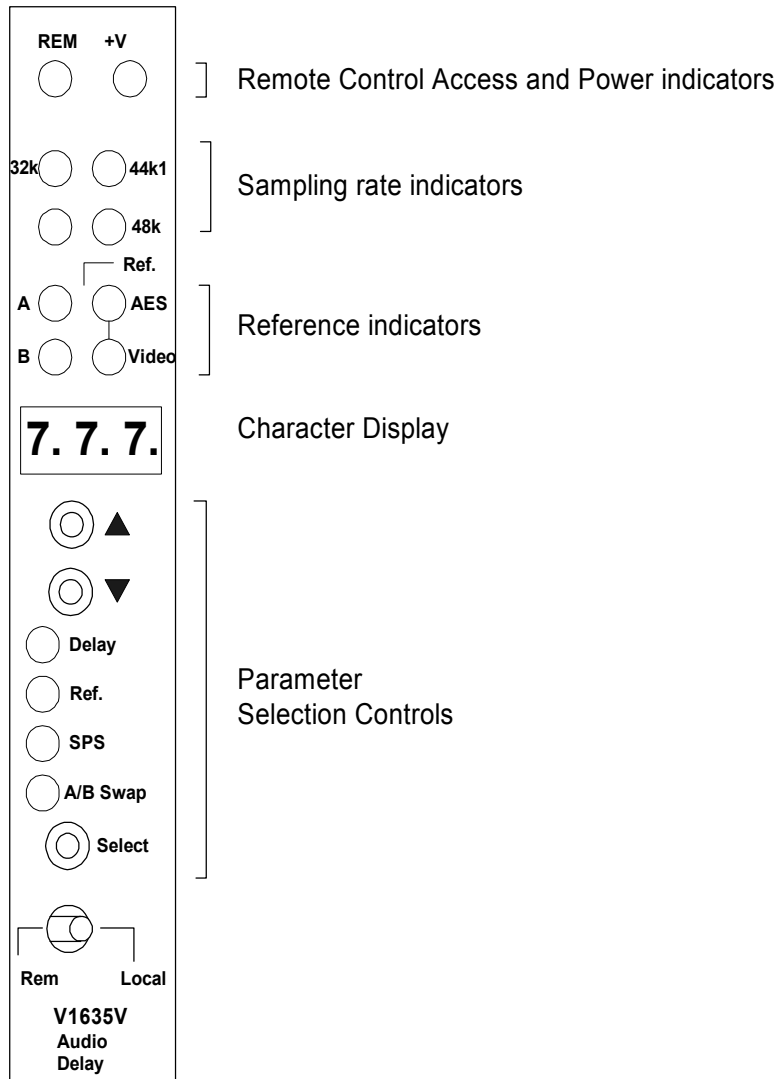 REM +V
Remote Control Access and Power indicators
32k 44k1
Sampling rate indicators
48k
Ref.
A AES
Reference indicators
B Video
7. 7. 7.
Character Display
Delay
Ref.
Parameter
Selection Controls
SPS
A/B Swap
Select
Rem Local
V1635V
Audio
Delay